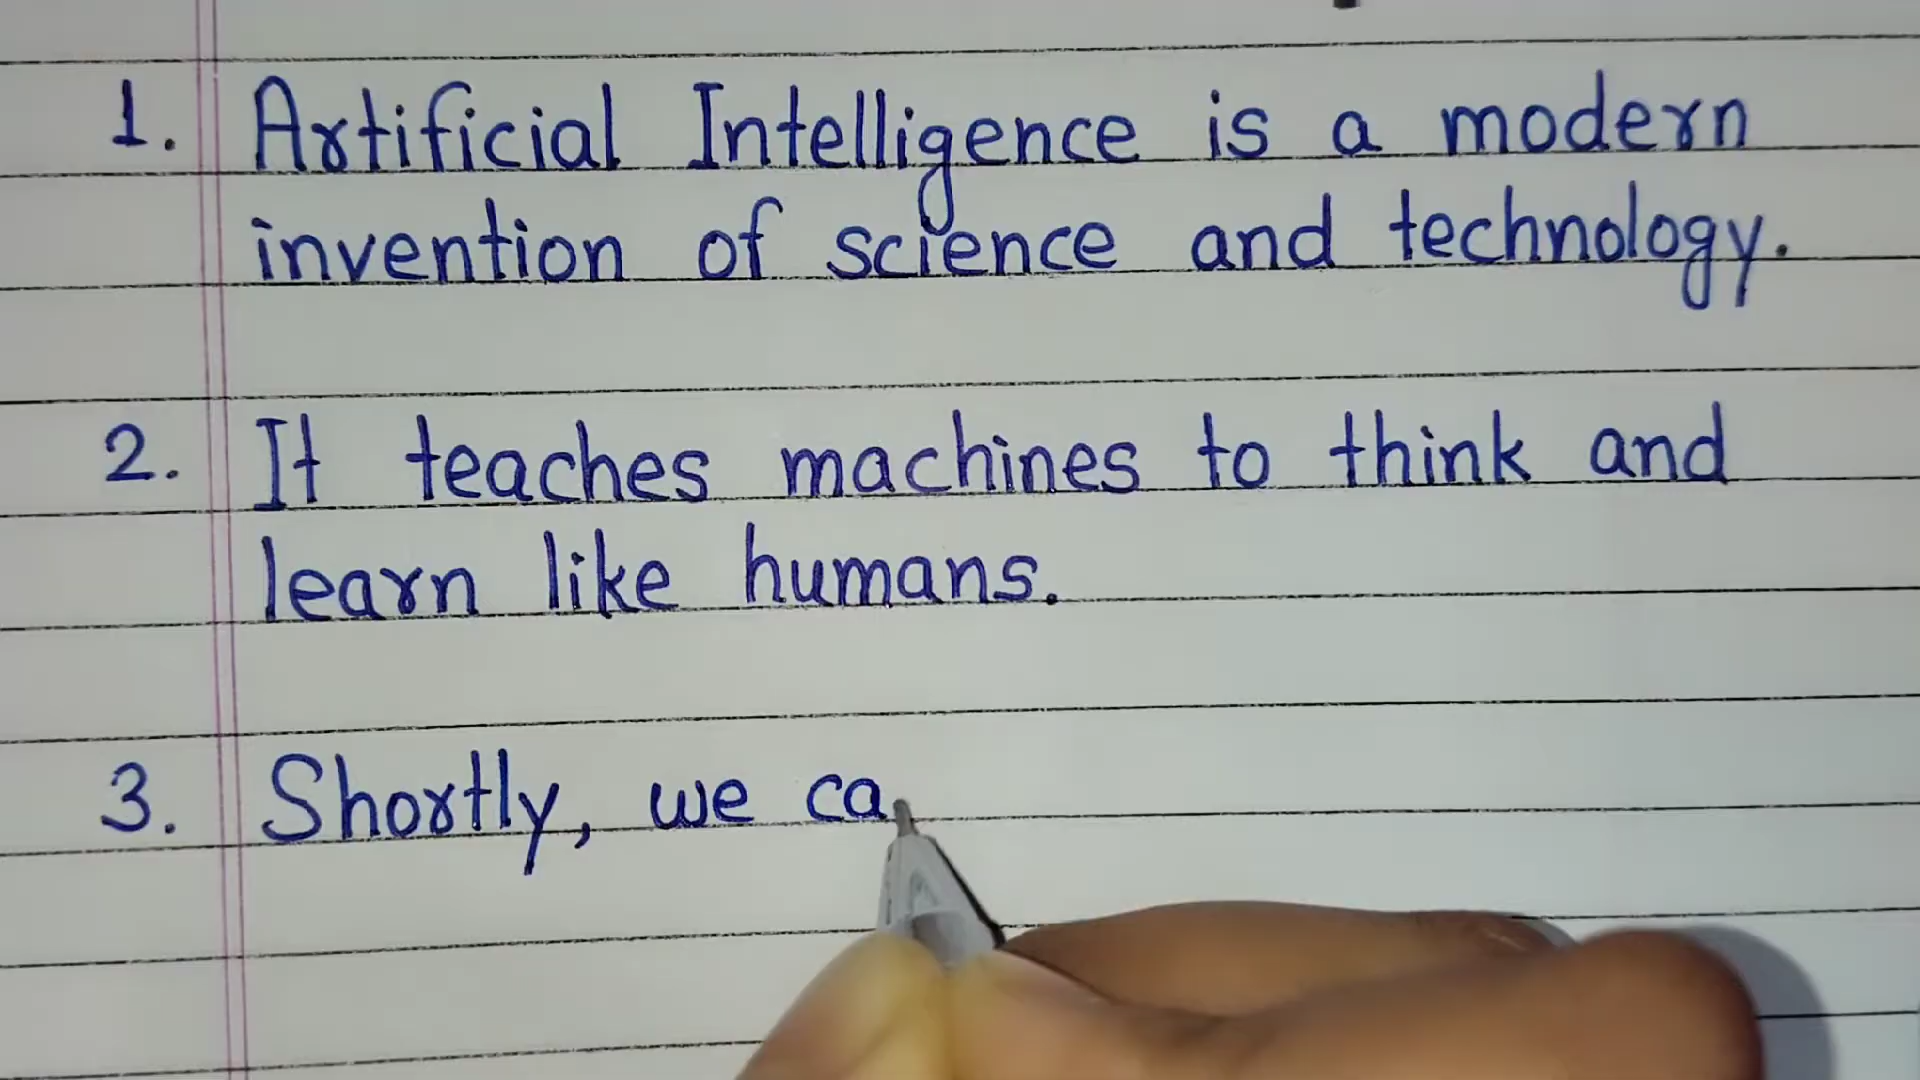 1. Artificial Intelligence is a modern
invention of science and technology.
2. It teaches machines to think and
learn like humans.
3. Shortly, we ca